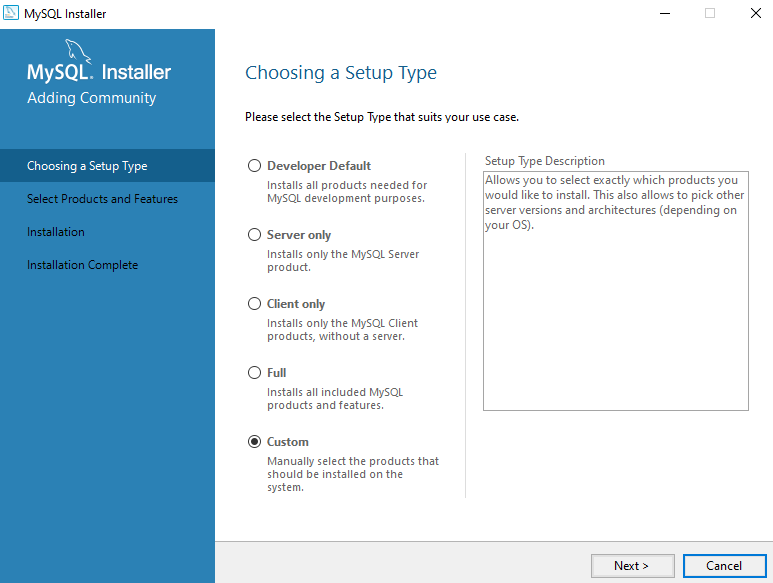 MySQL Installer
MySQL. Installer
Adding Community
Choosing a Setup Type
Select Products and Features
Installation
Installation Complete
Choosing a Setup Type
Please select the Setup Type that suits your use case.
Developer Default
Installs all products needed for
MySQL development purposes.
Server only
Installs only the MySQL Server
product.
Client only
Installs only the MySQL Client
products, without a server.
Full
Installs all included MySQL
products and features.
Custom
Manually select the products that
should be installed on the
system.
Setup Type Description
Allows you to select exactly which products you
would like to install. This also allows to pick other
server versions and architectures (depending on
your OS).
Next >
Cancel